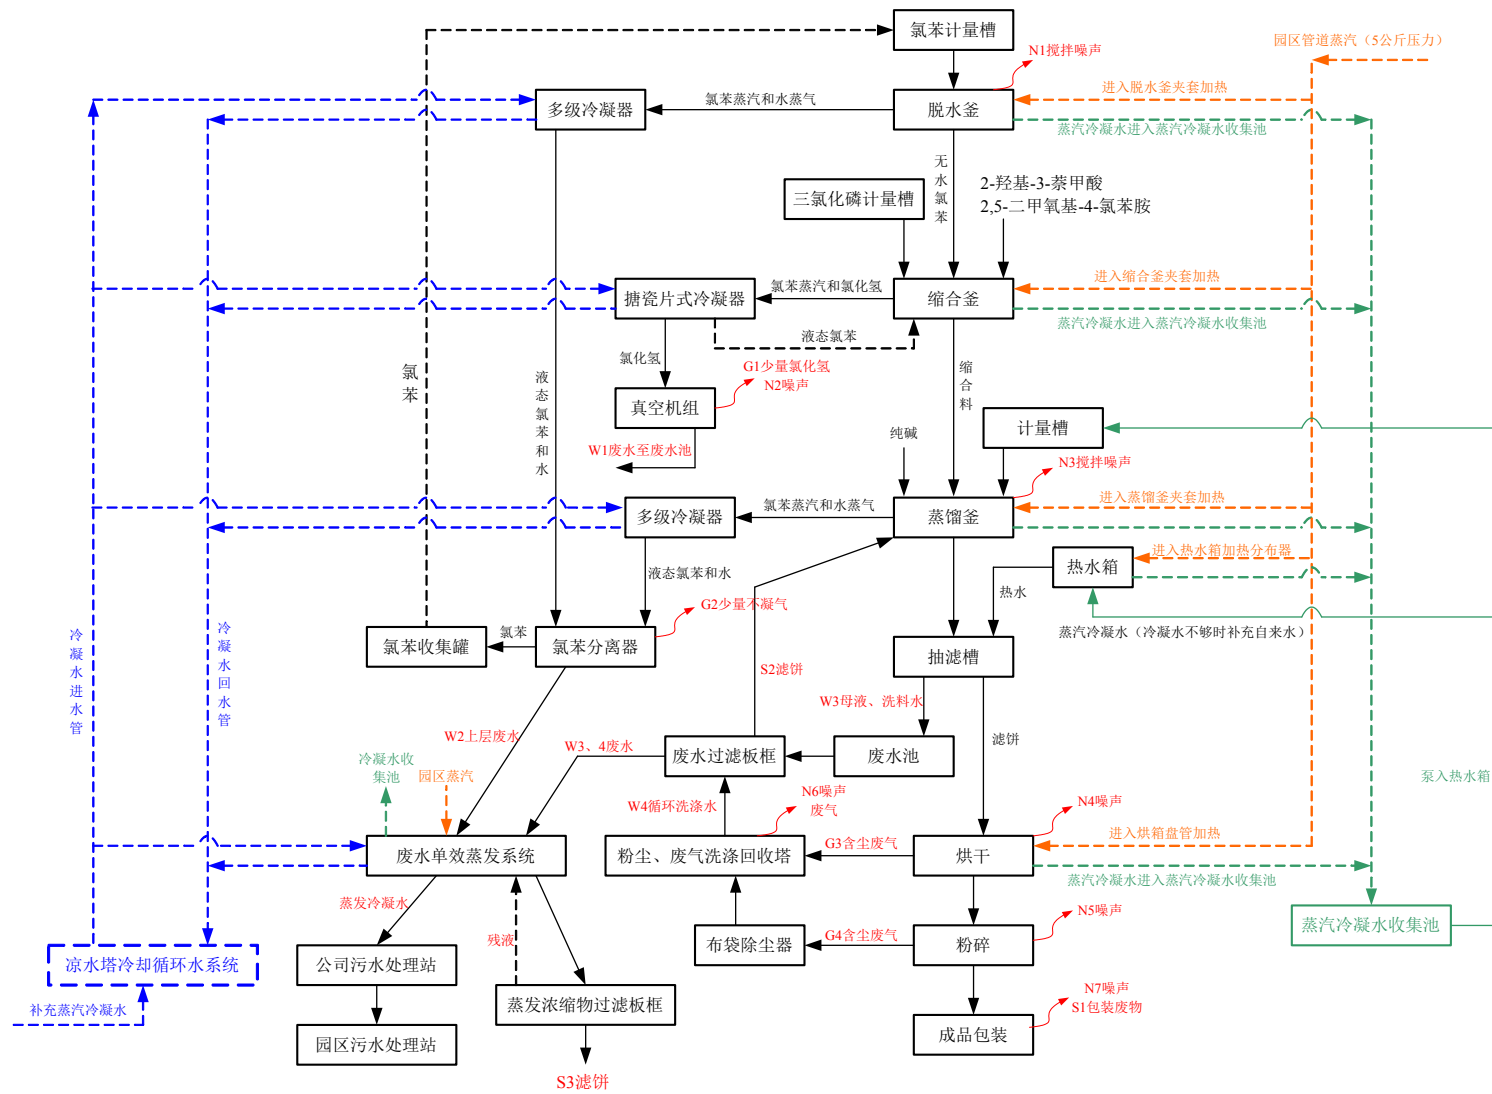 氯苯计量槽
园区管道蒸汽（5公斤压力）
N1搅拌噪声
进入脱水釜夹套加热
多级冷凝器
氯苯蒸汽和水蒸气
脱水釜
蒸汽冷凝水进入蒸汽冷凝水收集池
无水氯苯
三氯化磷计量槽
2-羟基-3-萘甲酸
2,5-二甲氧基-4-氯苯胺
进入缩合釜夹套加热
搪瓷片式冷凝器
氯苯蒸汽和氯化氢
缩合釜
蒸汽冷凝水进入蒸汽冷凝水收集池
液态氯苯
氯化氢
G1少量氯化氢
N2噪声
氯苯
液态氯苯和水
缩合料
真空机组
计量槽
纯碱
W1废水至废水池
N3搅拌噪声
进入蒸馏釜夹套加热
多级冷凝器
氯苯蒸汽和水蒸气
蒸馏釜
进入热水箱加热分布器
热水箱
液态氯苯和水
热水
G2少量不凝气
蒸汽冷凝水（冷凝水不够时补充自来水）
冷凝水进水管
冷凝水回水管
氯苯收集罐
氯苯
氯苯分离器
抽滤槽
S2滤饼
W3母液、洗料水
W2上层废水
W3、4废水
废水过滤板框
废水池
滤饼
冷凝水收
集池
园区蒸汽
泵入热水箱
W4循环洗涤水
N6噪声
废气
N4噪声
进入烘箱盘管加热
废水单效蒸发系统
粉尘、废气洗涤回收塔
G3含尘废气
烘干
蒸汽冷凝水进入蒸汽冷凝水收集池
蒸发冷凝水
残液
N5噪声
蒸汽冷凝水收集池
布袋除尘器
G4含尘废气
粉碎
凉水塔冷却循环水系统
公司污水处理站
补充蒸汽冷凝水
蒸发浓缩物过滤板框
N7噪声
S1包装废物
园区污水处理站
成品包装
S3滤饼